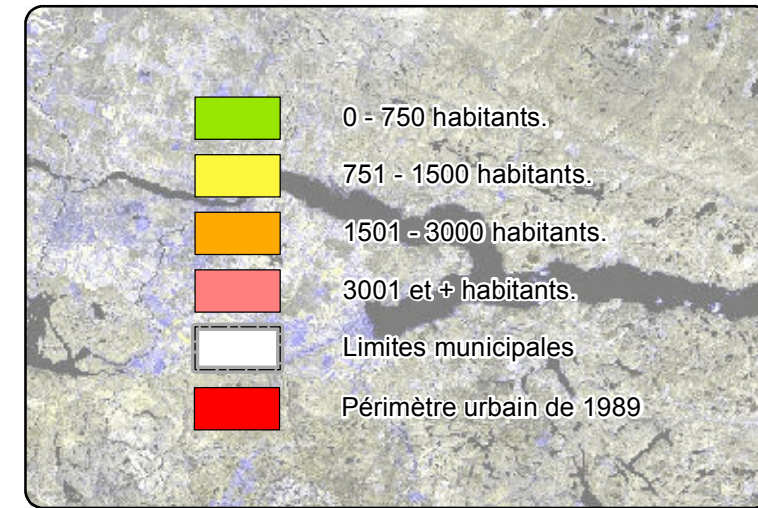 0 - 750 habitants.
751 - 1500 habitants.
1501 - 3000 habitants.
3001 et + habitants.
Limites municipales
Périmètre urbain de 1989